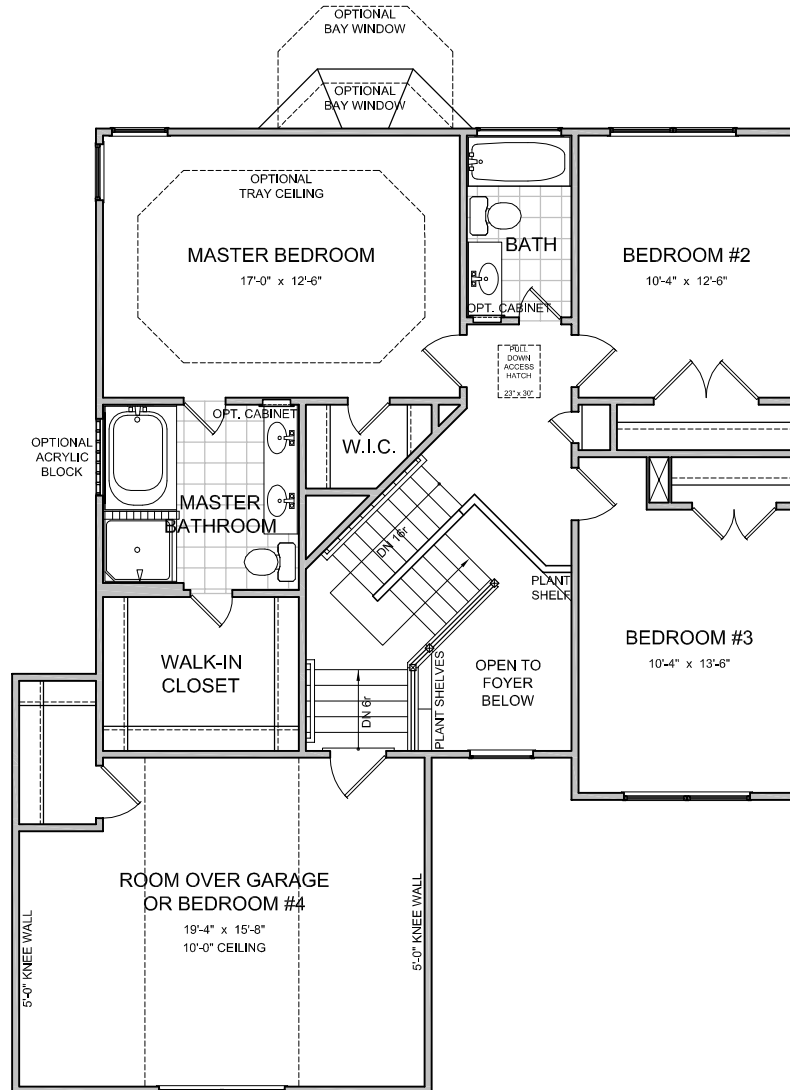 OPTIONAL
BAY WINDOW
OPTIONAL
BAY WINDOW
OPTIONAL
TRAY CEILING
MASTER BEDROOM
17'-0" x 12'-6"
BATH
OPT. CABINET
BEDROOM #2
10'-4" x 12'-6"
PULL
DOWN
ACCESS
HATCH
23" x 30"
OPTIONAL
ACRYLIC
BLOCK
OPT. CABINET
W.I.C.
MASTER
BATHROOM
DN 16r
PLANT
SHELF
WALK-IN
CLOSET
DN 6r
PLANT SHELVES
OPEN TO
FOYER
BELOW
BEDROOM #3
10'-4" x 13'-6"
ROOM OVER GARAGE
OR BEDROOM #4
19'-4" x 15'-8"
10'-0" CEILING
5'-0" KNEE WALL
5'-0" KNEE WALL